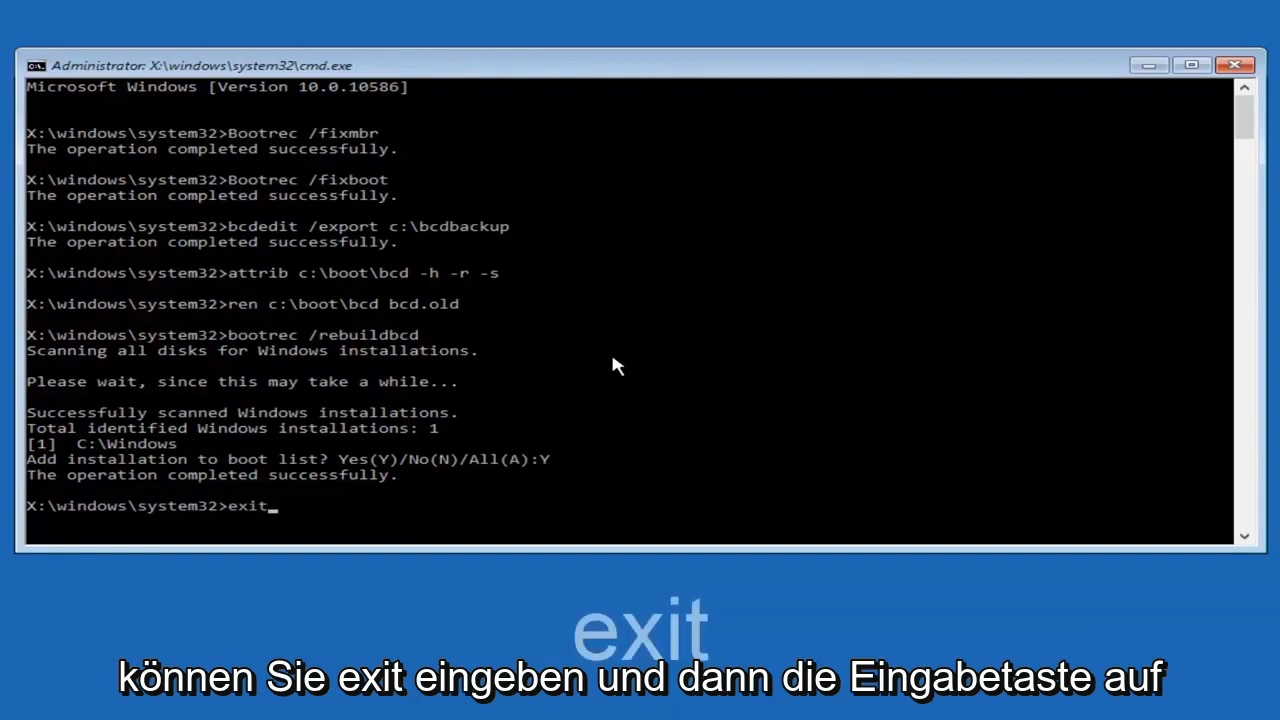 Administrator: X:\windows\system32\cmd.exe
Microsoft Windows [Version 10.0.10586]
X:\windows\system32>Bootrec /fixmbr
The operation completed successfully.
X:\windows\system32>Bootrec /fixboot
The operation completed successfully.
X:\windows\system32>bcdedit /export c:\bcdbackup
The operation completed successfully.
X:\windows\system32>attrib c:\boot\bcd -h -r -s
X:\windows\system32>ren c:\boot\bcd bcd.old
X:\windows\system32>bootrec /rebuildbcd
Scanning all disks for Windows installations.
Please wait, since this may take a while...
Successfully scanned Windows installations.
Total identified Windows installations: 1
[1]  C:\Windows
Add installation to boot list? Yes(Y)/No(N)/All(A):Y
The operation completed successfully.
X:\windows\system32>exit_
exit
können Sie exit eingeben und dann die Eingabetaste auf